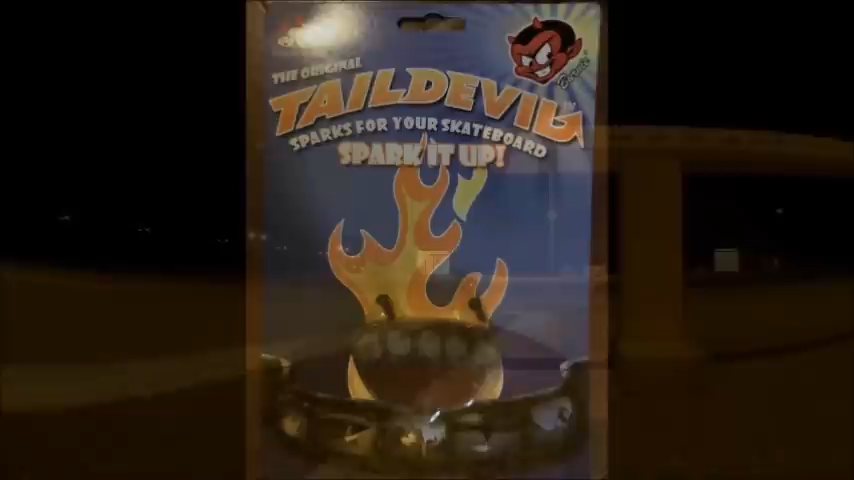 THE ORIGINAL
TAILDEVIL
SPARKS FOR YOUR SKATEBOARD
SPARK IT UP!